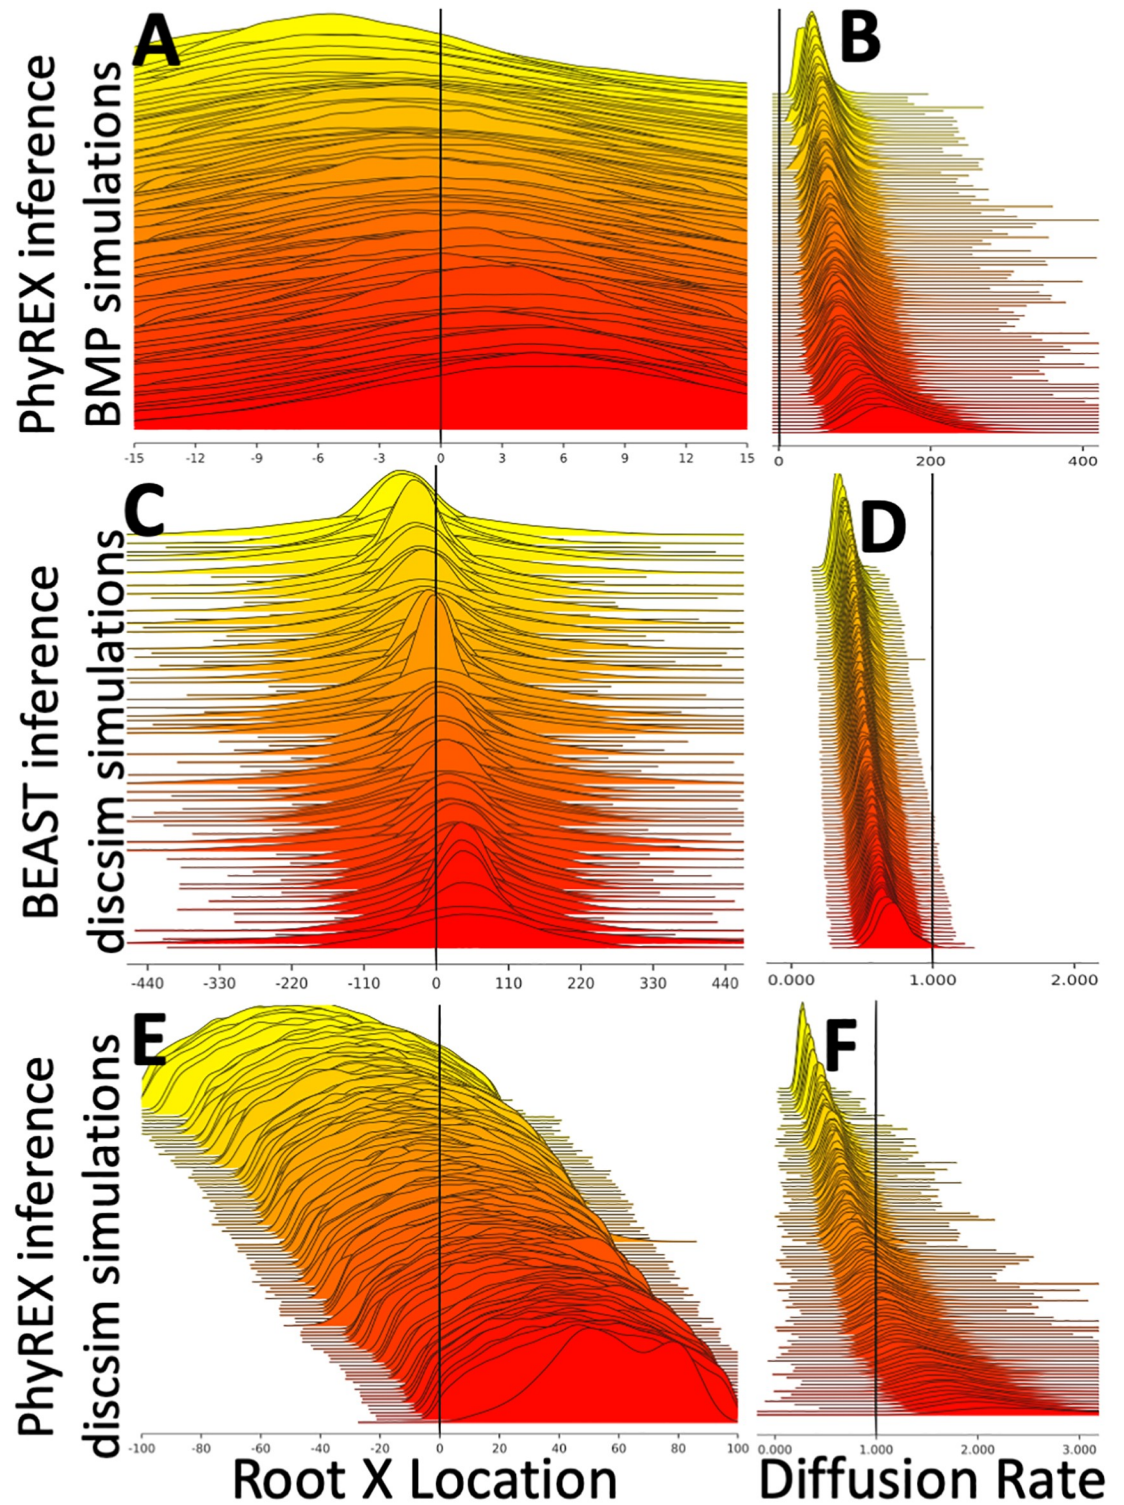 A
B
PhyREX inference
BMP simulations
-15 -12 -9 -6 -3 0 3 6 9 12 15
0 200 400
C
D
BEAST inference
discsim simulations
-440 -330 -220 -110 0 110 220 330 440
0.000 1.000 2.000
E
F
PhyREX inference
discsim simulations
-100 -80 -60 -40 -20 0 20 40 60 80 100
0.000 1.000 2.000 3.000
Root X Location
Diffusion Rate